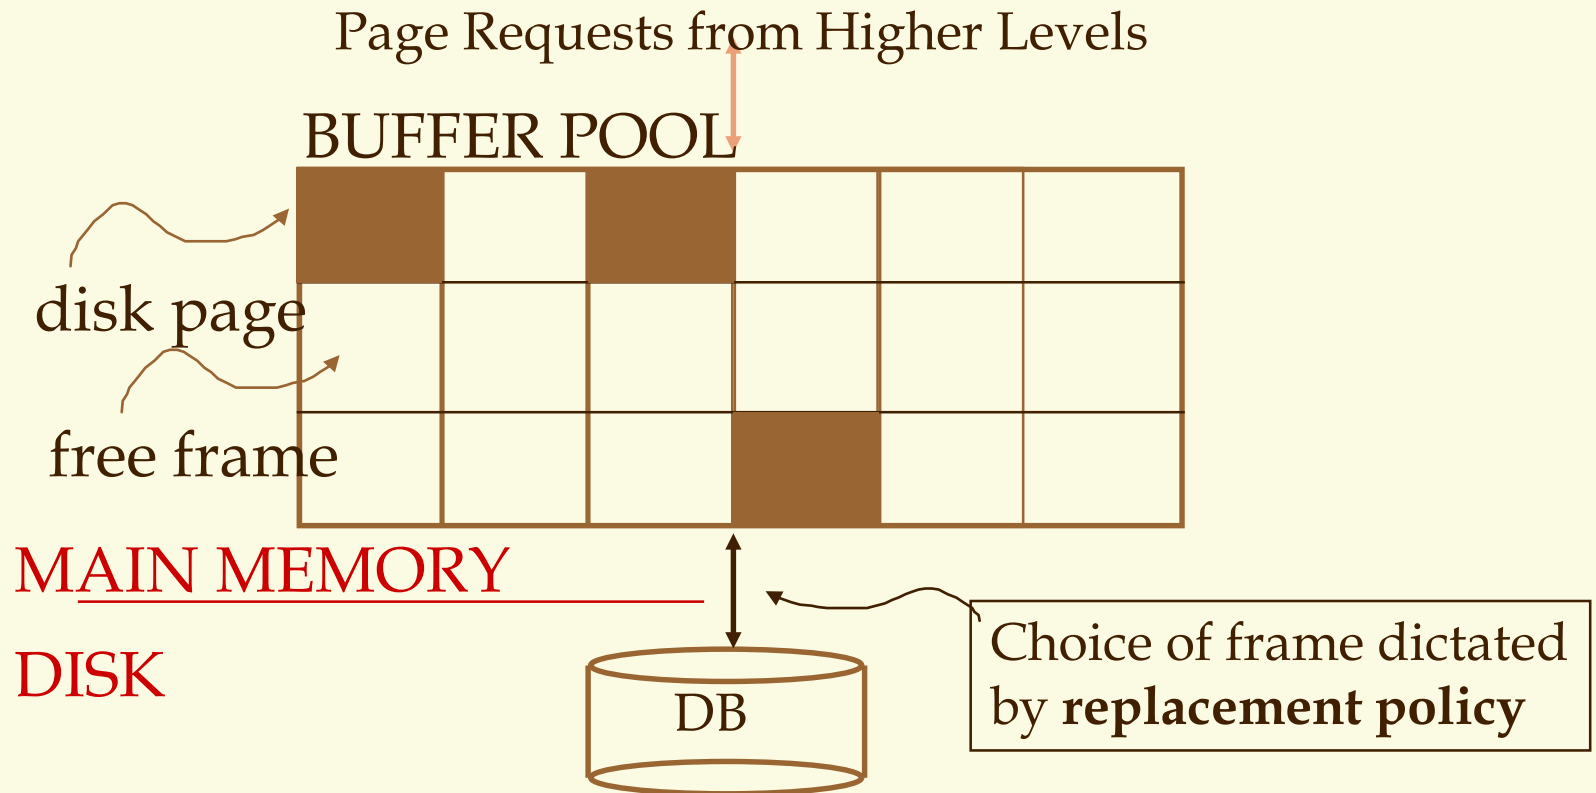 Page Requests from Higher Levels
BUFFER POOL
disk page
free frame
MAIN MEMORY
DISK
DB
Choice of frame dictated
by replacement policy